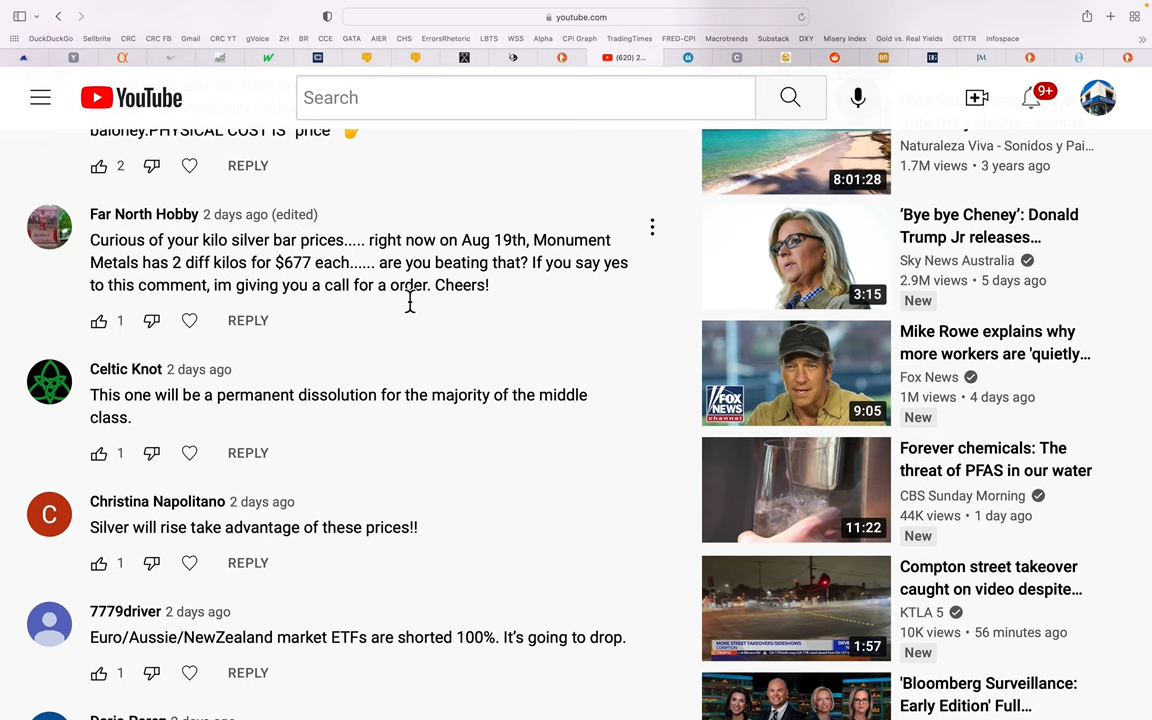 youtube.com
DuckDuckGo Sellbrite CRC CRC FB Gmail CRC YT gVoice ZH BR CCE GATA AIER CHS ErrorsRhetoric LBTS WSS Alpha CPI Graph TradingTimes FRED-CPI Macrotrends Substack DXY Misery Index Gold vs. Real Yields GETTR Infospace
(620) 2...
YouTube
Search
9+
baloney.PHYSICAL COST IS "price"
2 REPLY
Far North Hobby 2 days ago (edited)
Curious of your kilo silver bar prices..... right now on Aug 19th, Monument
Metals has 2 diff kilos for $677 each...... are you beating that? If you say yes
to this comment, im giving you a call for a order. Cheers!
1 REPLY
Celtic Knot 2 days ago
This one will be a permanent dissolution for the majority of the middle
class.
1 REPLY
Christina Napolitano 2 days ago
C
Silver will rise take advantage of these prices!!
1 REPLY
7779driver 2 days ago
Euro/Aussie/NewZealand market ETFs are shorted 100%. It's going to drop.
1 REPLY
Naturaleza Viva - Sonidos y Pai...
1.7M views • 3 years ago
8:01:28
'Bye bye Cheney': Donald
Trump Jr releases...
Sky News Australia
2.9M views • 5 days ago
3:15
New
Mike Rowe explains why
more workers are 'quietly...
Fox News
1M views • 4 days ago
FOX
NEWS
channel
9:05
New
Forever chemicals: The
threat of PFAS in our water
CBS Sunday Morning
44K views • 1 day ago
11:22
New
Compton street takeover
caught on video despite...
KTLA 5
10K views • 56 minutes ago
MORE STREET TAKEOVERS/SIDESHOWS
COMPTON
1:57
New
'Bloomberg Surveillance:
Early Edition' Full...